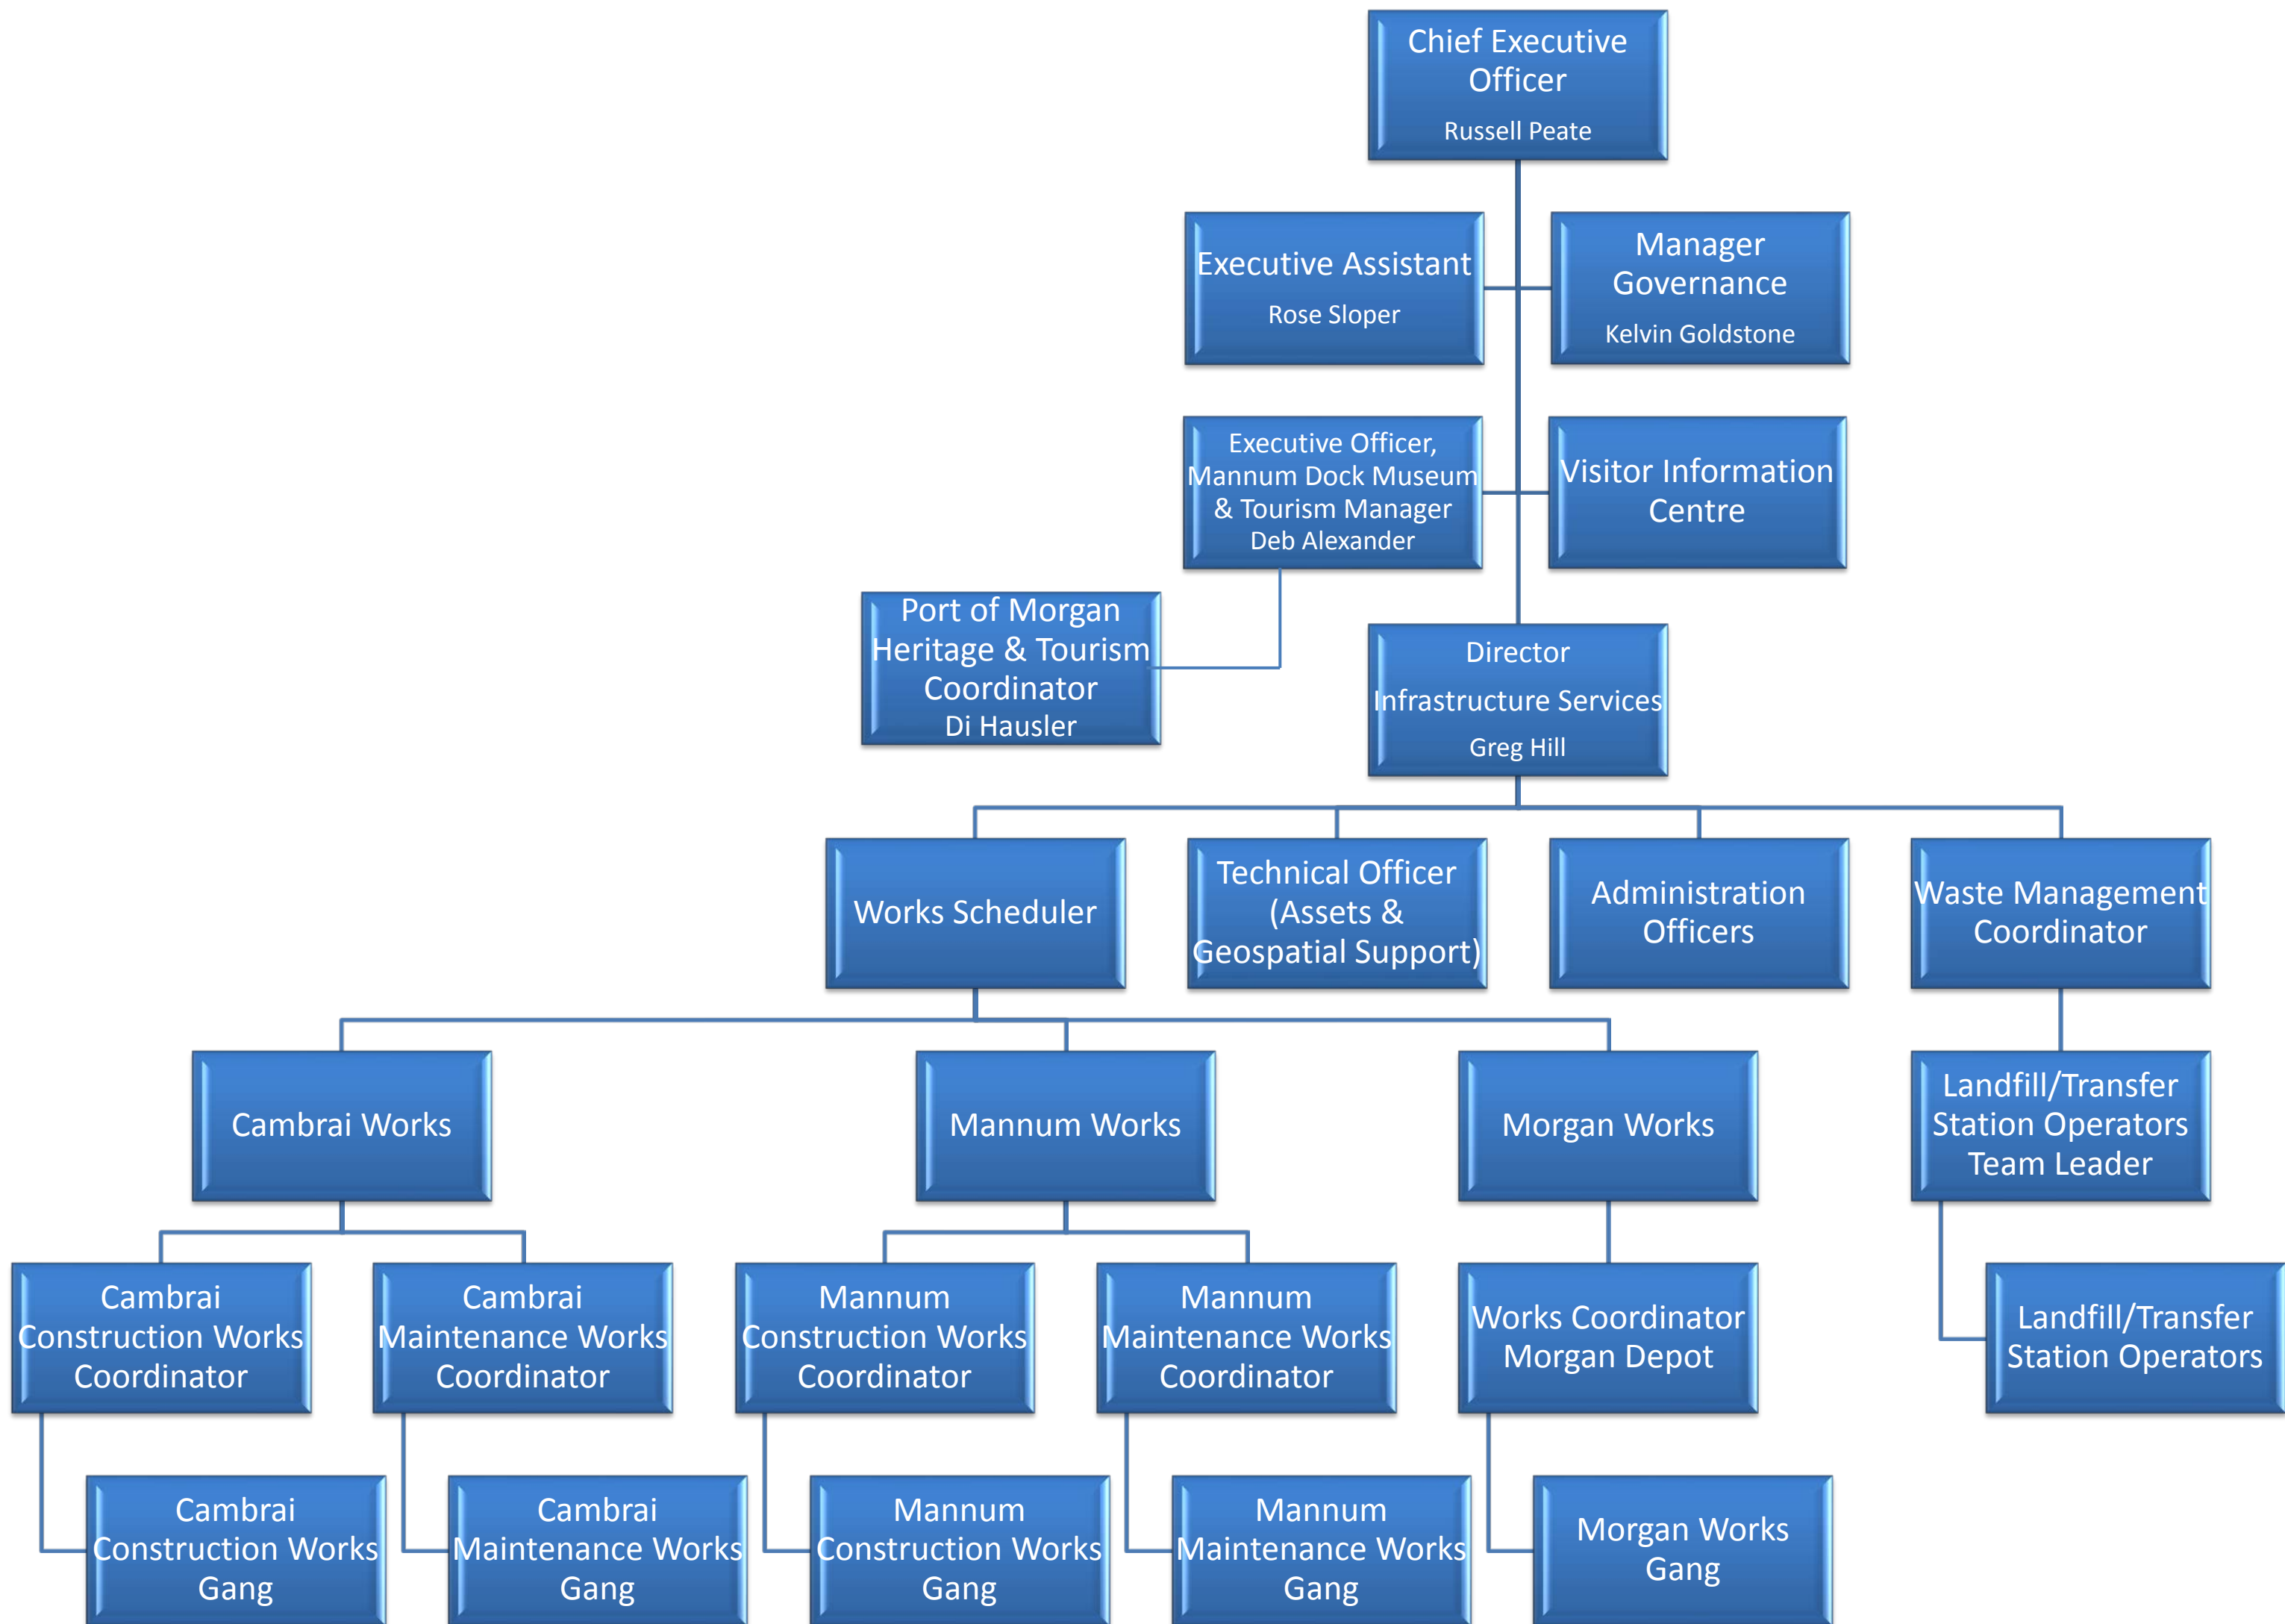 Chief Executive
Officer
Russell Peate
Executive Assistant
Rose Sloper
Manager
Governance
Kelvin Goldstone
Executive Officer,
Mannum Dock Museum
& Tourism Manager
Deb Alexander
Visitor Information
Centre
Port of Morgan
Heritage & Tourism
Coordinator
Di Hausler
Director
Infrastructure Services
Greg Hill
Works Scheduler
Technical Officer
(Assets &
Geospatial Support)
Administration
Officers
Waste Management
Coordinator
Cambrai Works
Mannum Works
Morgan Works
Landfill/Transfer
Station Operators
Team Leader
Cambrai
Construction Works
Coordinator
Cambrai
Maintenance Works
Coordinator
Mannum
Construction Works
Coordinator
Mannum
Maintenance Works
Coordinator
Works Coordinator
Morgan Depot
Landfill/Transfer
Station Operators
Cambrai
Construction Works
Gang
Cambrai
Maintenance Works
Gang
Mannum
Construction Works
Gang
Mannum
Maintenance Works
Gang
Morgan Works
Gang